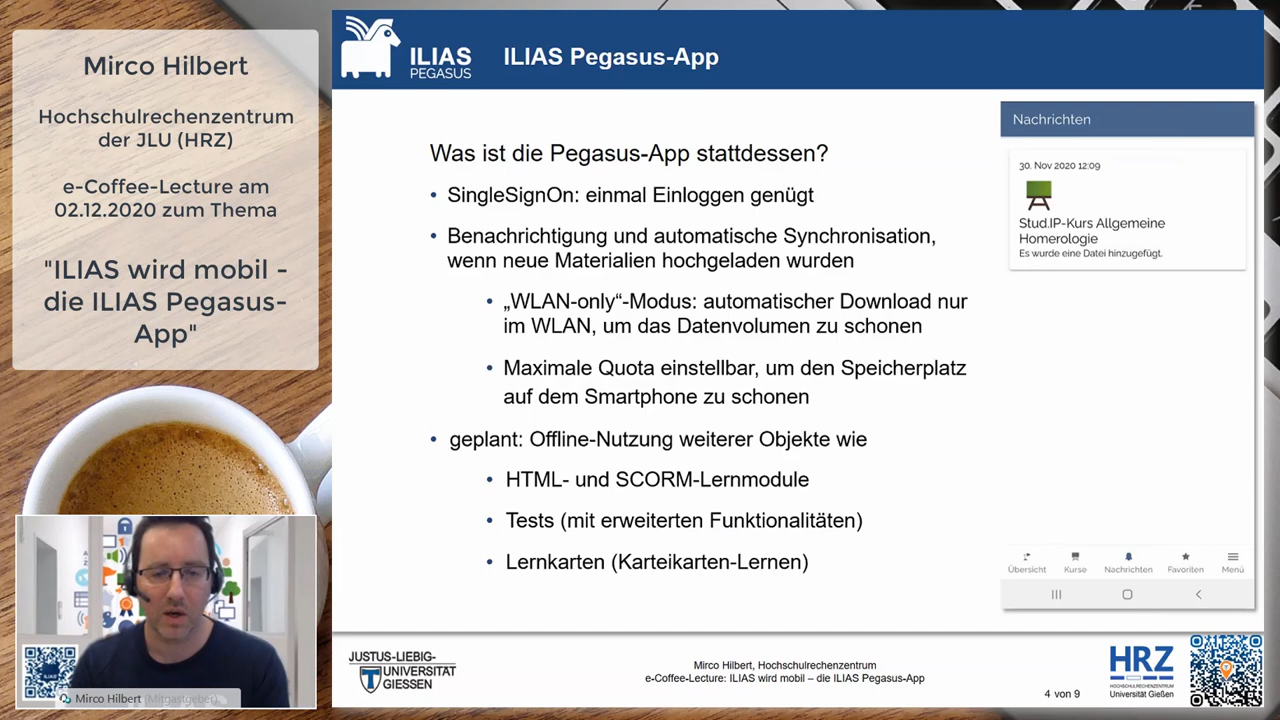 Mirco Hilbert
Hochschulrechenzentrum
der JLU (HRZ)
e-Coffee-Lecture am
02.12.2020 zum Thema
"ILIAS wird mobil -
die ILIAS Pegasus-
App"
ILIAS
PEGASUS
ILIAS Pegasus-App
Was ist die Pegasus-App stattdessen?
• SingleSignOn: einmal Einloggen genügt
• Benachrichtigung und automatische Synchronisation,
wenn neue Materialien hochgeladen wurden
• „WLAN-only“-Modus: automatischer Download nur
im WLAN, um das Datenvolumen zu schonen
• Maximale Quota einstellbar, um den Speicherplatz
auf dem Smartphone zu schonen
• geplant: Offline-Nutzung weiterer Objekte wie
• HTML- und SCORM-Lernmodule
• Tests (mit erweiterten Funktionalitäten)
• Lernkarten (Karteikarten-Lernen)
Nachrichten
30. Nov 2020 12:09
Stud.IP-Kurs Allgemeine
Homerologie
Es wurde eine Datei hinzugefügt.
Übersicht Kurse Nachrichten Favoriten Menü
ILIAS
Mirco Hilbert (Mitgastgeber)
JUSTUS-LIEBIG-
UNIVERSITÄT
GIESSEN
Mirco Hilbert, Hochschulrechenzentrum
e-Coffee-Lecture: ILIAS wird mobil – die ILIAS Pegasus-App
4 von 9
HRZ
HOCHSCHULRECHENZENTRUM
Universität Gießen